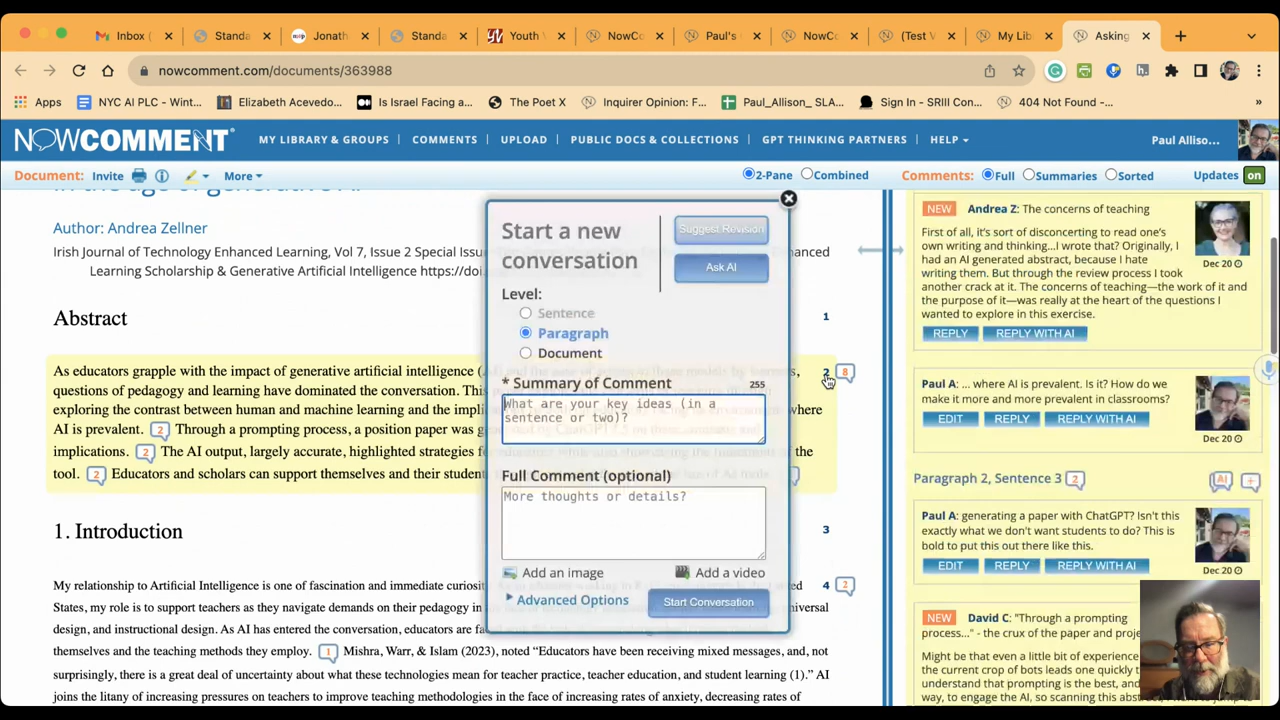 Inbox (
Standa
Jonath
Standa
Youth
NowCo
Paul's
NowCo
(Test V
My Lib
Asking
nowcomment.com/documents/363988
Apps
NYC AI PLC - Wint...
Elizabeth Acevedo...
Is Israel Facing a...
The Poet X
Inquirer Opinion: F...
Paul_Allison_ SLA...
Sign In - SRIII Con...
404 Not Found -...
»
NOWCOMMENT®
MY LIBRARY & GROUPS
COMMENTS
UPLOAD
PUBLIC DOCS & COLLECTIONS
GPT THINKING PARTNERS
HELP
Paul Alliso...
Document:
Invite
More
2-Pane
Combined
Comments:
Full
Summaries
Sorted
Updates
on
in the age of generative AI
Author: Andrea Zellner
Irish Journal of Technology Enhanced Learning, Vol 7, Issue 2 Special Issu
Learning Scholarship & Generative Artificial Intelligence https://doi.
Abstract
1
As educators grapple with the impact of generative artificial intelligence (
2
8
questions of pedagogy and learning have dominated the conversation. This
exploring the contrast between human and machine learning and the impli
where
AI is prevalent. 2 Through a prompting process, a position paper was
implications. 2 The AI output, largely accurate, highlighted strategies
the
tool. 2 Educators and scholars can support themselves and their student
1. Introduction
3
My relationship to Artificial Intelligence is one of fascination and immediate curiosi
4
2
States, my role is to support teachers as they navigate demands on their pedagogy in
universal
design, and instructional design. As AI has entered the conversation, educators are
themselves and the teaching methods they employ. 1 Mishra, Warr, & Islam (2023), noted "Educators have been receiving mixed messages, and, not
surprisingly, there is a great deal of uncertainty about what these technologies mean for teacher practice, teacher education, and student learning (1)." AI
joins the litany of increasing pressures on teachers to improve teaching methodologies in the face of increasing rates of anxiety, decreasing rates of
Start a new
conversation
Suggest Revision
Ask AI
Level:
Sentence
Paragraph
Document
* Summary of Comment
255
What are your key ideas (in a
sentence or two)?
Full Comment (optional)
More thoughts or details?
Add an image
Add a video
Advanced Options
Start Conversation
NEW
Andrea Z: The concerns of teaching
First of all, it's sort of disconcerting to read one's
own writing and thinking...I wrote that? Originally, I
had an AI generated abstract, because I hate
writing them. But through the review process I took
another crack at it. The concerns of teaching—the work of it and
the purpose of it—was really at the heart of the questions I
wanted to explore in this exercise.
Dec 20
REPLY
REPLY WITH AI
Paul A: ... where AI is prevalent. Is it? How do we
make it more and more prevalent in classrooms?
EDIT
REPLY
REPLY WITH AI
Dec 20
Paragraph 2, Sentence 3
2
AI
+
Paul A: generating a paper with ChatGPT? Isn't this
exactly what we don't want students to do? This is
bold to put this out there like this.
EDIT
REPLY
REPLY WITH AI
Dec 20
NEW
David C: "Through a prompting
process..." - the crux of the paper and proje
Might be that even a little bit of experience
the current crop of bots leads one quickly
understand that prompting is the best, and
way, to engage the AI, so scanning this abst